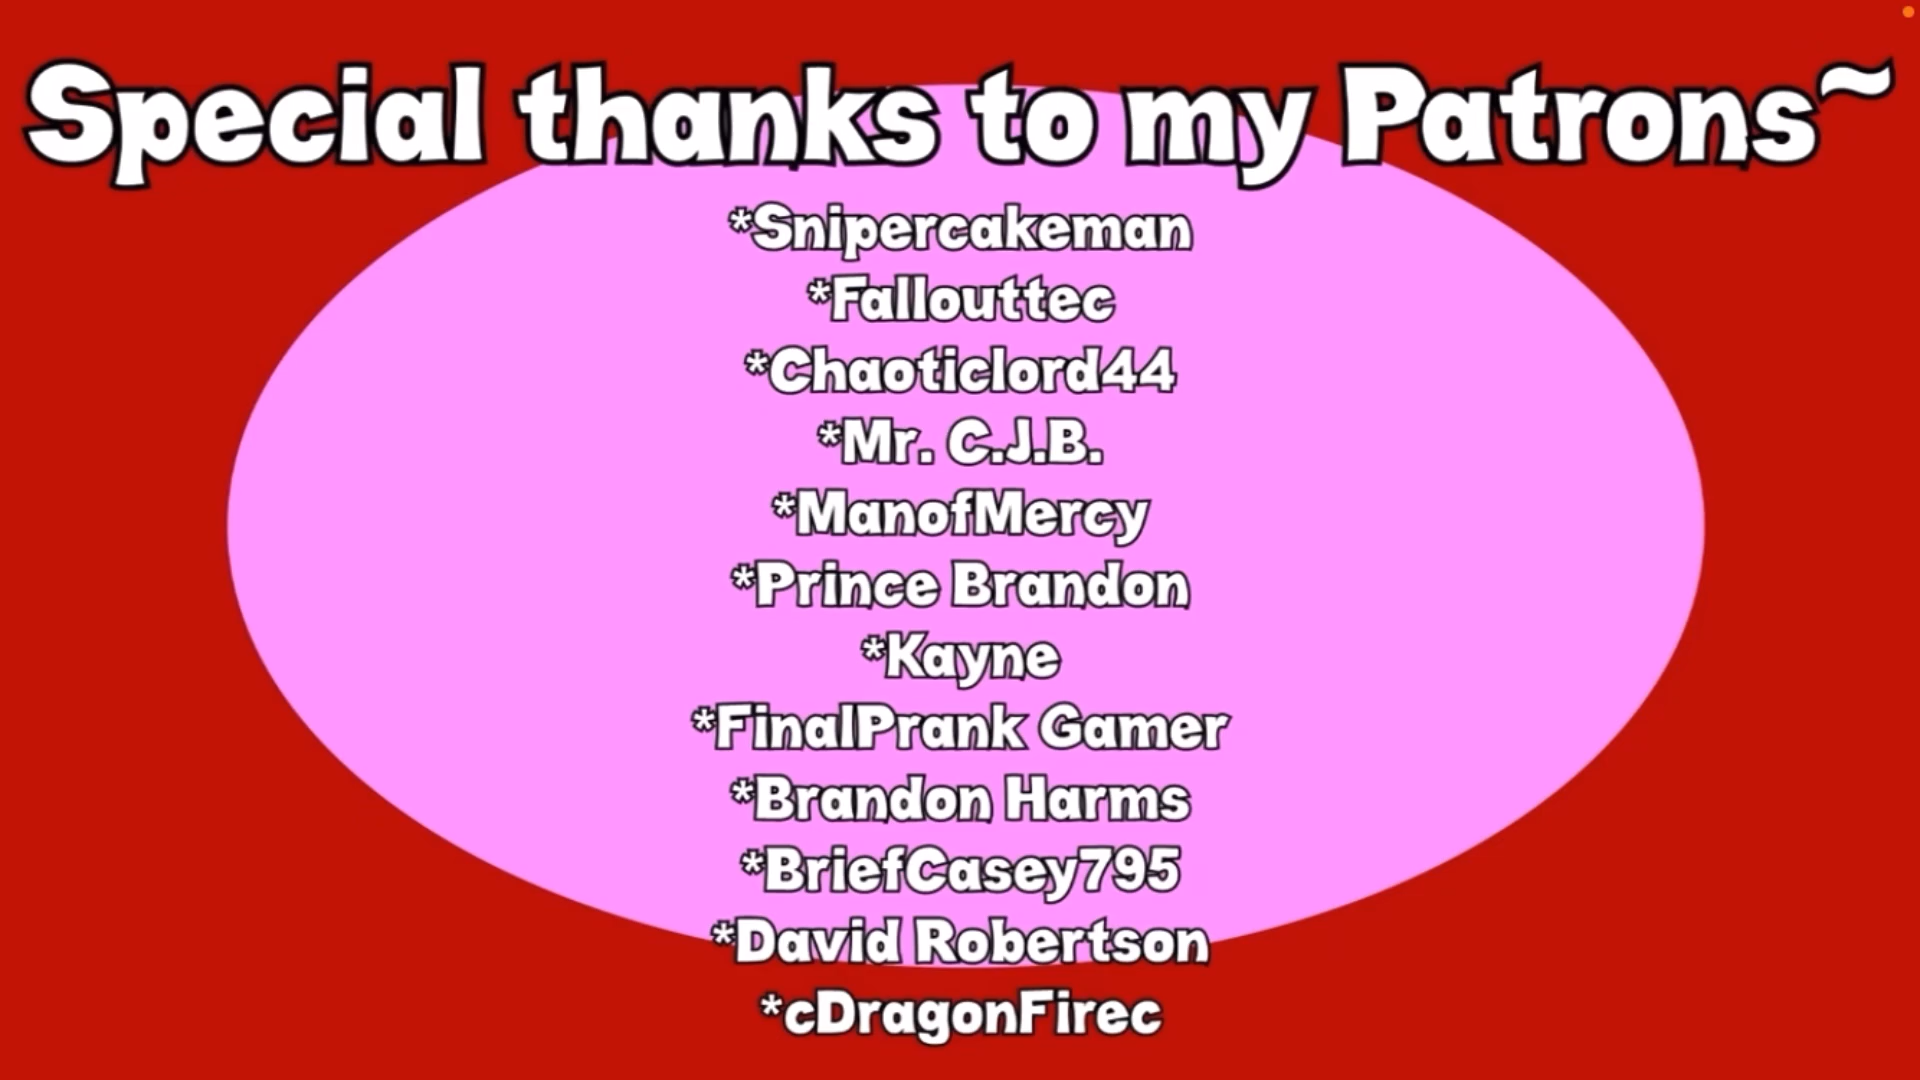 Special thanks to my Patrons~
*Snipercakeman
*Fallouttec
*Chaoticlord44
*Mr. C.J.B.
*ManofMercy
*Prince Brandon
*Kayne
*FinalPrank Gamer
*Brandon Harms
*BriefCasey795
*David Robertson
*cDragonFirec